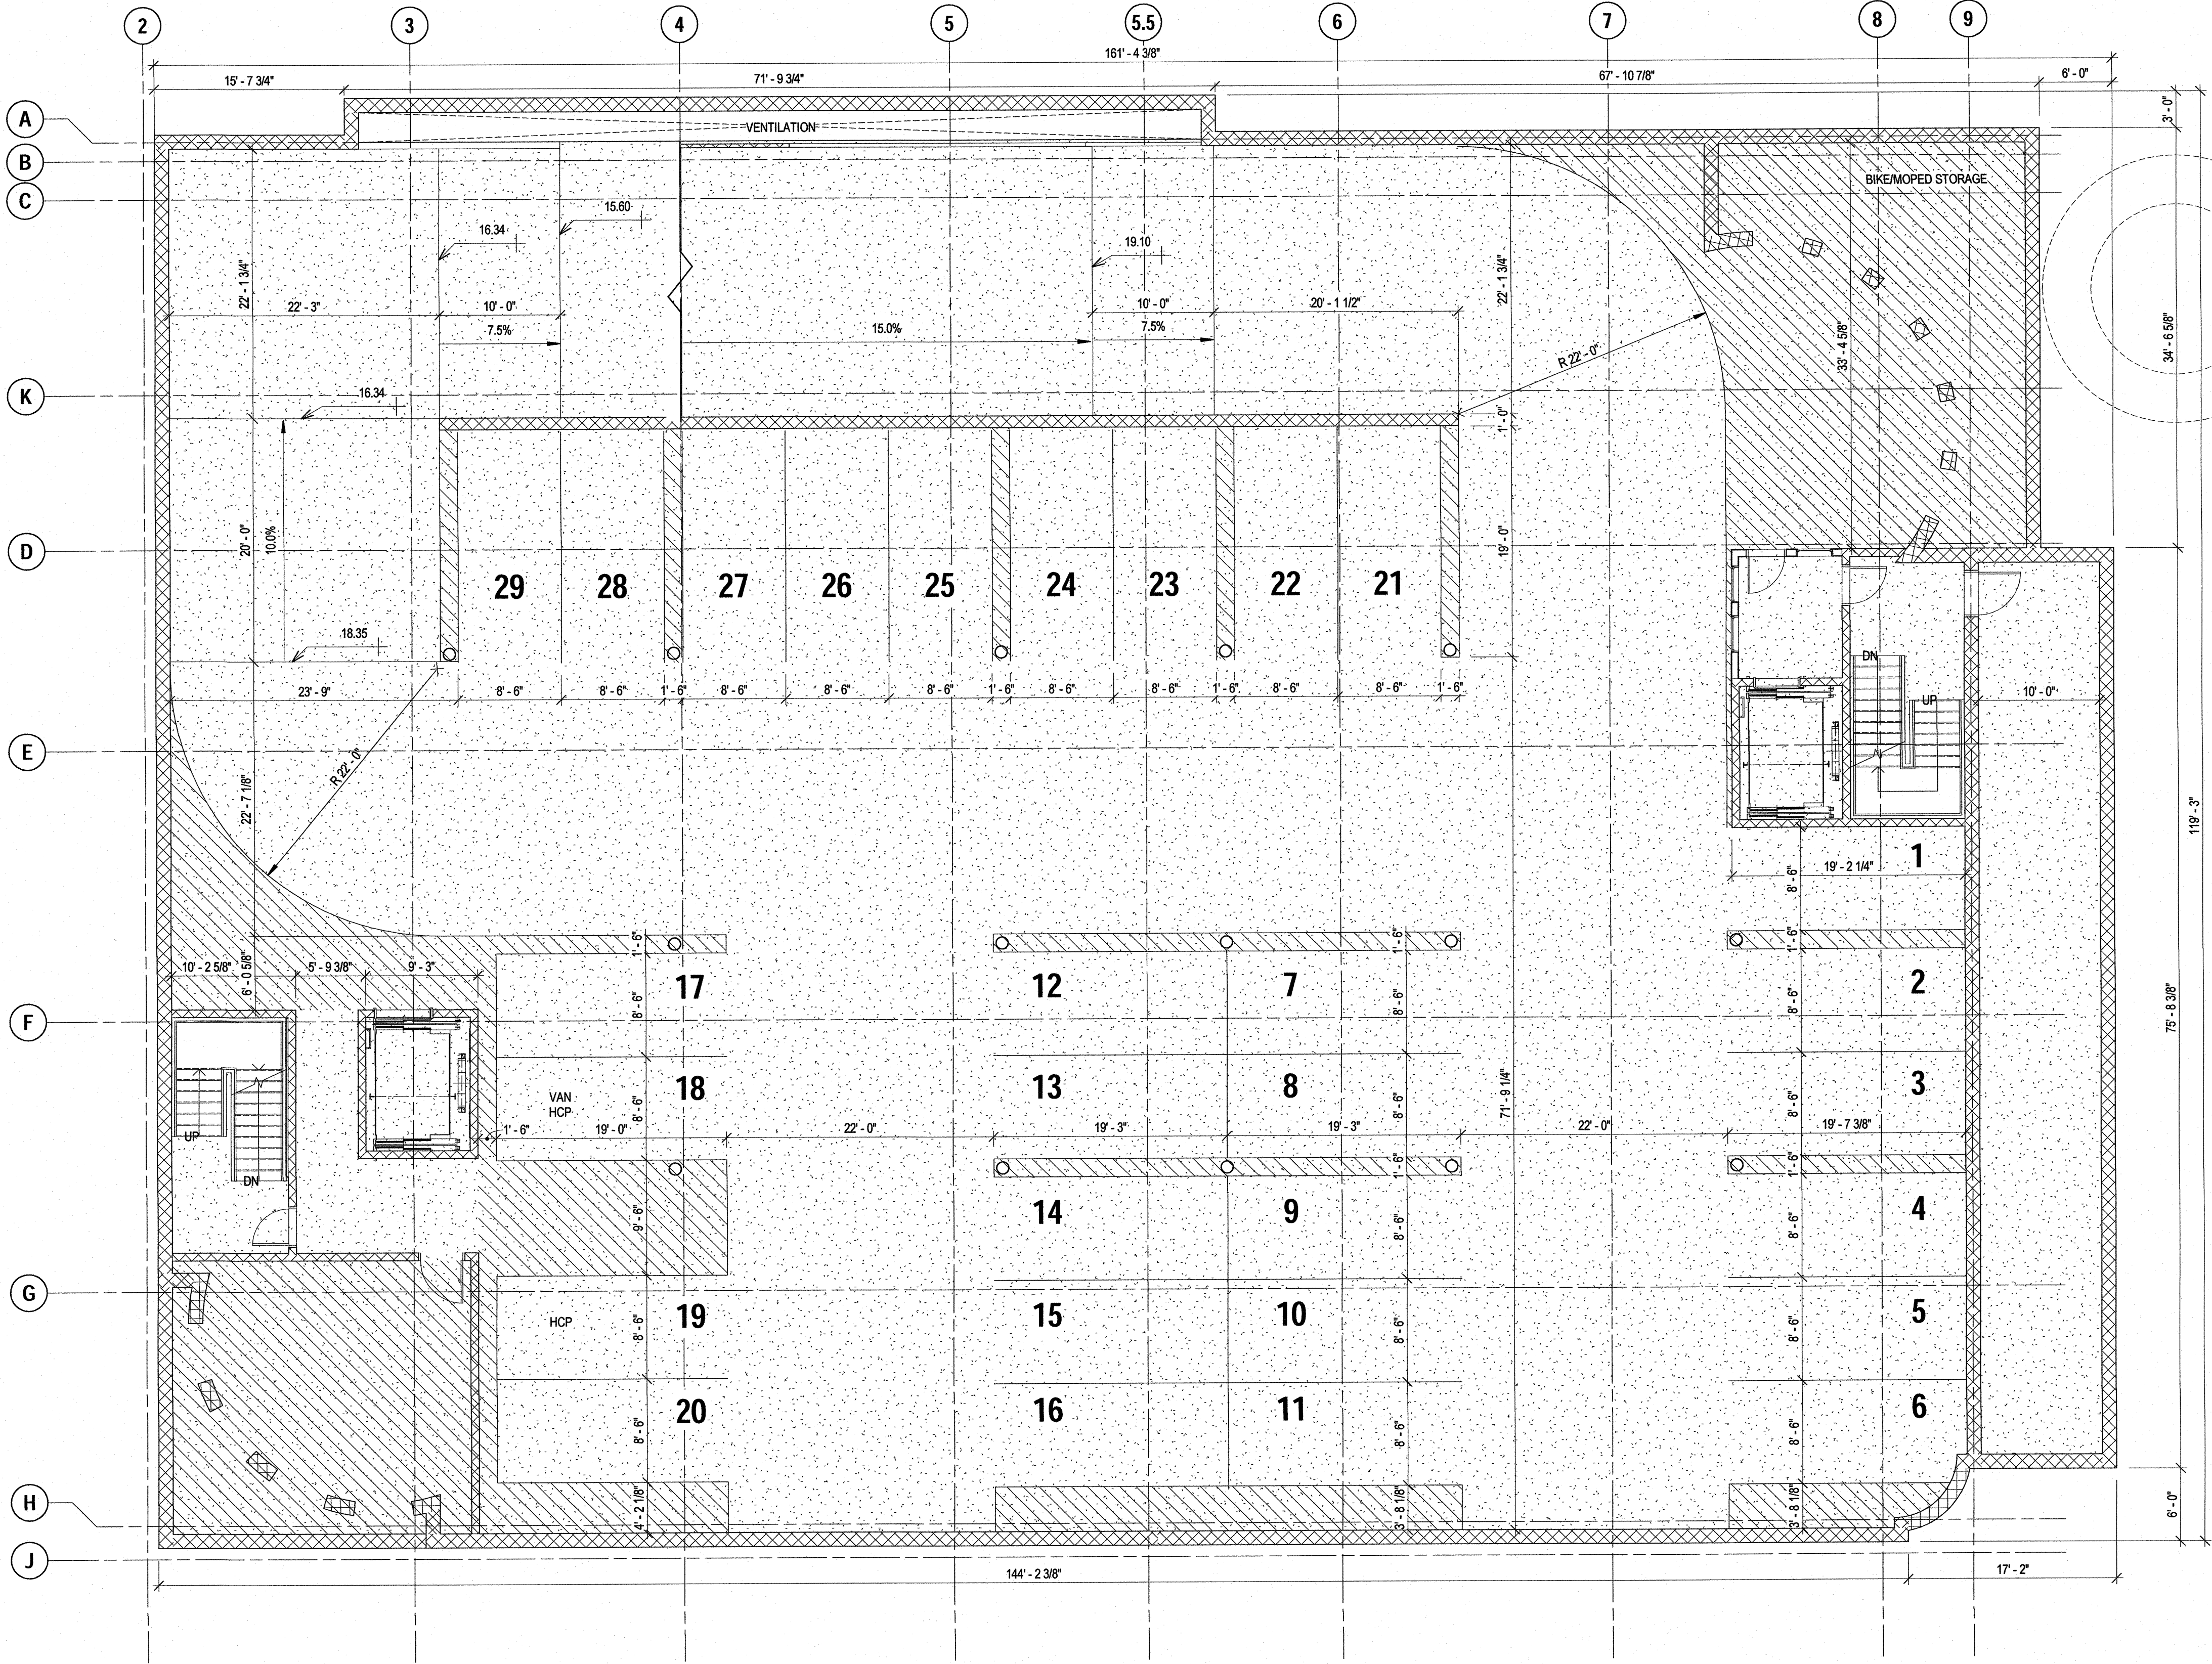 2 3 4 5 5.5 6 7 8 9
161' - 4 3/8"
15' - 7 3/4" 71' - 9 3/4" 67' - 10 7/8" 6' - 0"
3' - 0"
A
VENTILATION
B
BIKE/MOPED STORAGE
C
15.60
16.34
19.10
22' - 1 3/4"
22' - 1 3/4"
22' - 3" 10' - 0" 10' - 0" 20' - 1 1/2"
7.5% 15.0% 7.5%
R 22' - 0"
33' - 4 5/8"
34' - 6 5/8"
K
16.34
1' - 0"
20' - 0"
10.0%
19' - 0"
D
29 28 27 26 25 24 23 22 21
18.35
DN
UP
23' - 9" 8' - 6" 8' - 6" 1' - 6" 8' - 6" 8' - 6" 8' - 6" 1' - 6" 8' - 6" 8' - 6" 1' - 6" 8' - 6" 8' - 6" 1' - 6"
10' - 0"
E
R 22' - 0"
22' - 7 1/8"
119' - 3"
1
19' - 2 1/4"
8' - 6"
1' - 6" 1' - 6" 1' - 6"
10' - 2 5/8" 5' - 9 3/8" 9' - 3"
6' - 0 5/8"
17 12 7 2
8' - 6" 8' - 6" 8' - 6"
75' - 8 3/8"
F
18 13 8 3
VAN
HCP
8' - 6" 8' - 6" 8' - 6"
71' - 9 1/4"
UP
1' - 6" 19' - 0" 22' - 0" 19' - 3" 19' - 3" 22' - 0" 19' - 7 3/8"
1' - 6" 1' - 6"
DN
14 9 4
9' - 6" 8' - 6" 8' - 6"
G
HCP
19 15 10 5
8' - 6" 8' - 6" 8' - 6"
20 16 11 6
8' - 6" 8' - 6" 8' - 6"
H
4' - 2 1/8" 3' - 8 1/8" 3' - 8 1/8"
6' - 0"
J
144' - 2 3/8" 17' - 2"